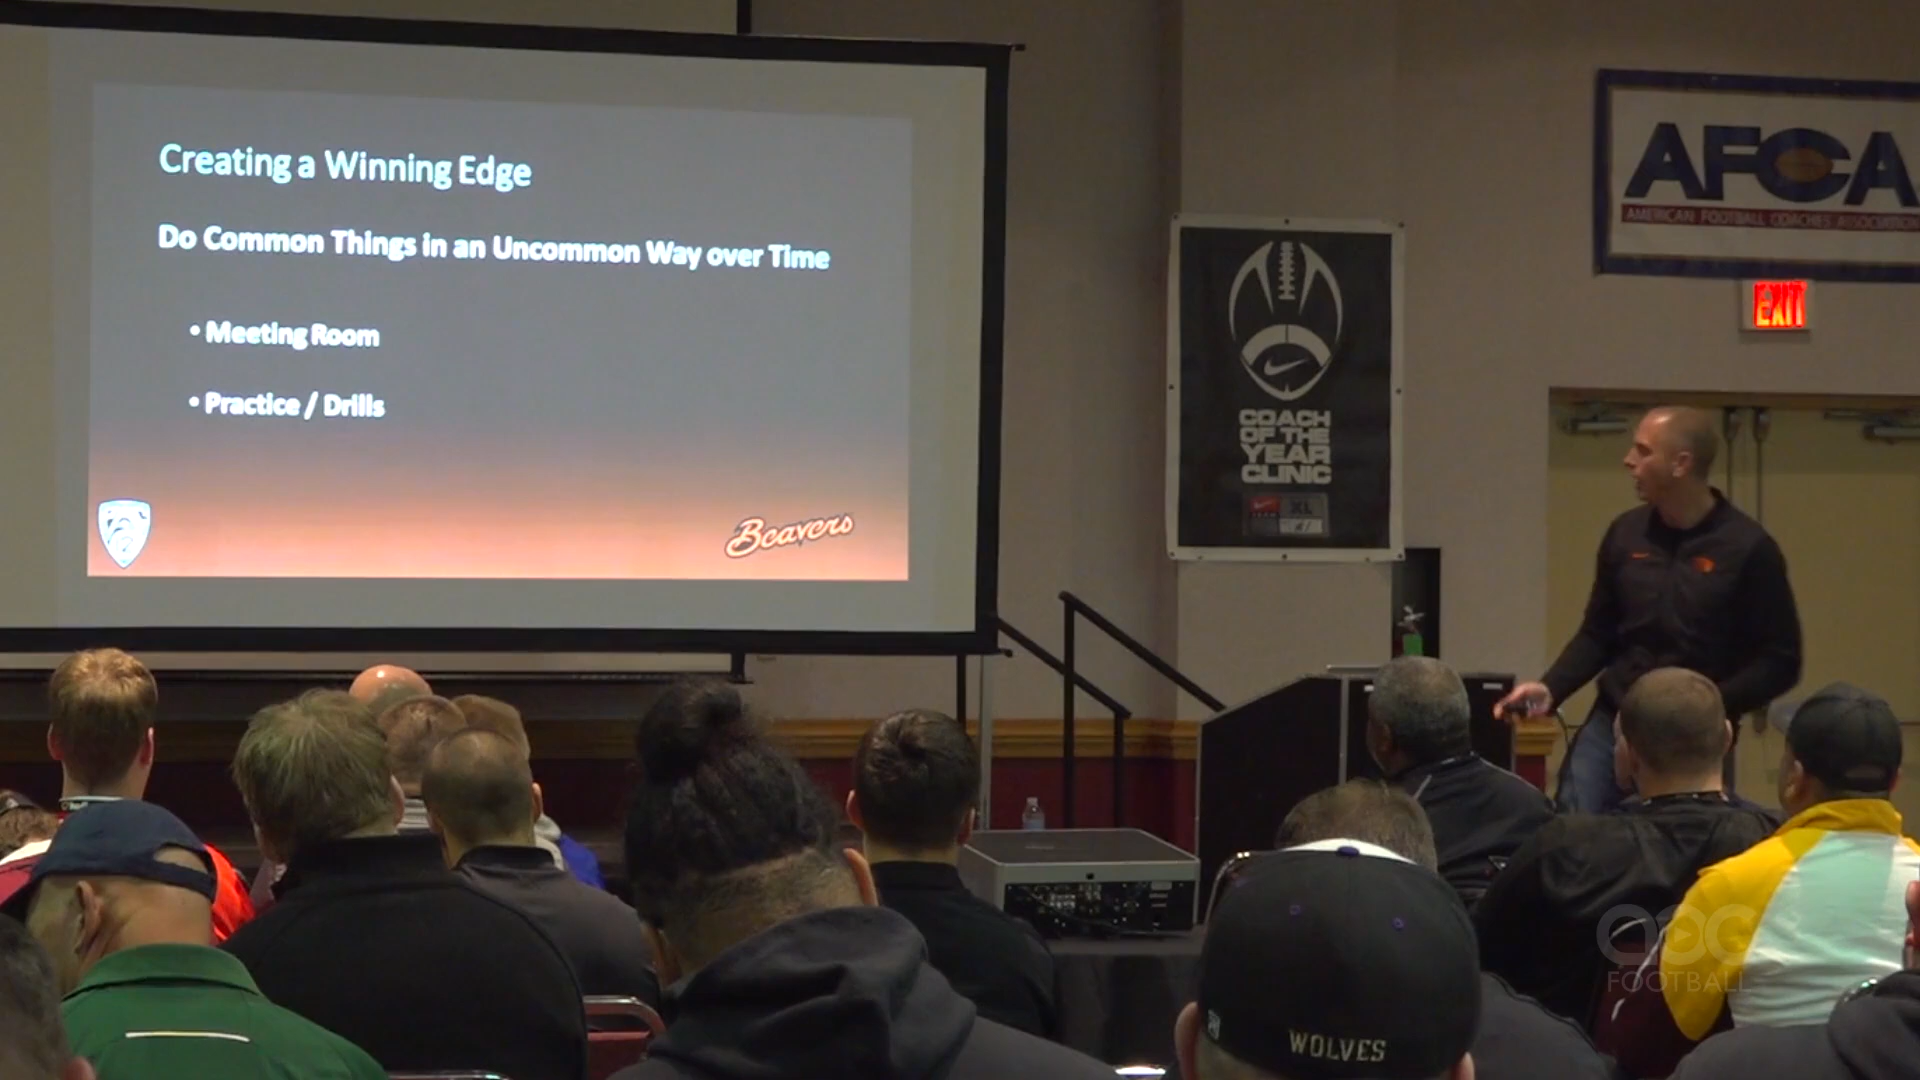 Creating a Winning Edge
Do Common Things in an Uncommon Way over Time
• Meeting Room
• Practice / Drills
Beavers
AFCA
AMERICAN FOOTBALL COACHES ASSOCIATION
EXIT
COACH
OF THE
YEAR
CLINIC
WOLVES
FOOTBALL